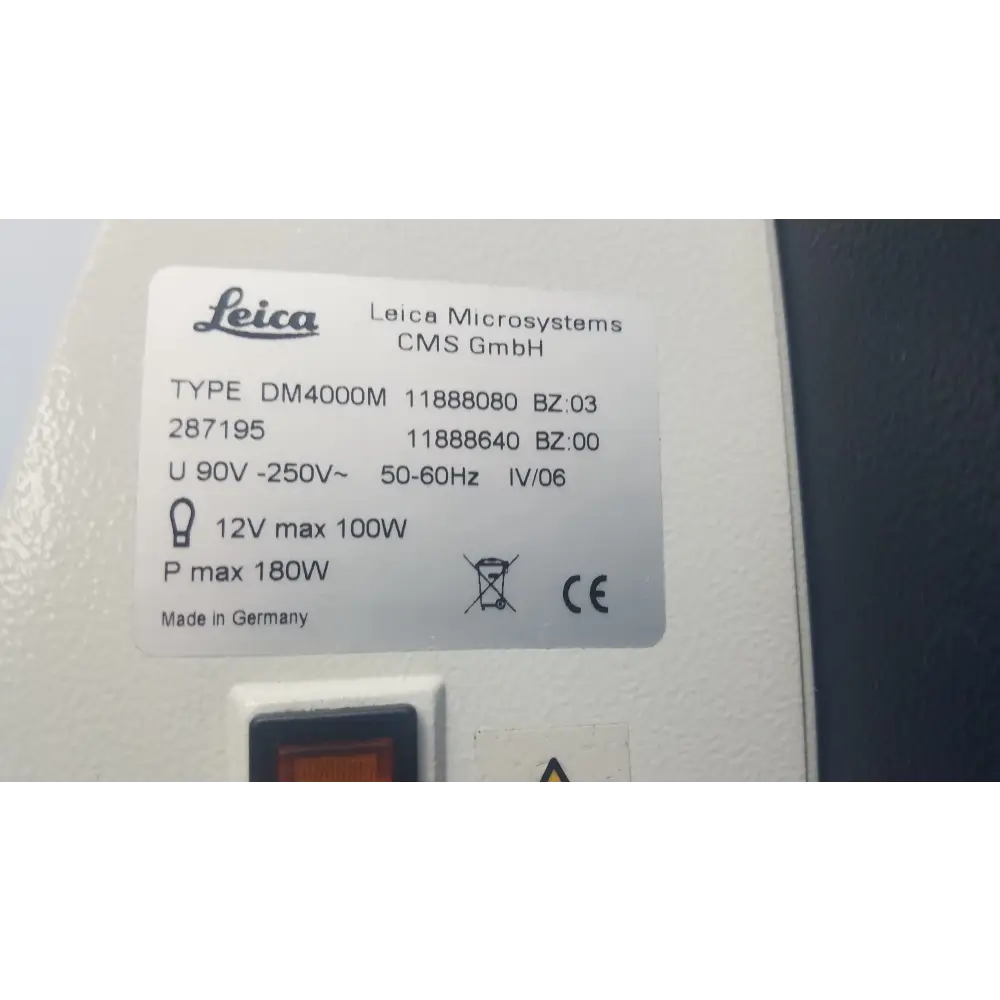 Leica
Leica Microsystems
CMS GmbH
TYPE DM4000M 11888080 BZ:03
287195 11888640 BZ:00
U 90V -250V~ 50-60Hz IV/06
12V max 100W
P max 180W
CE
Made in Germany